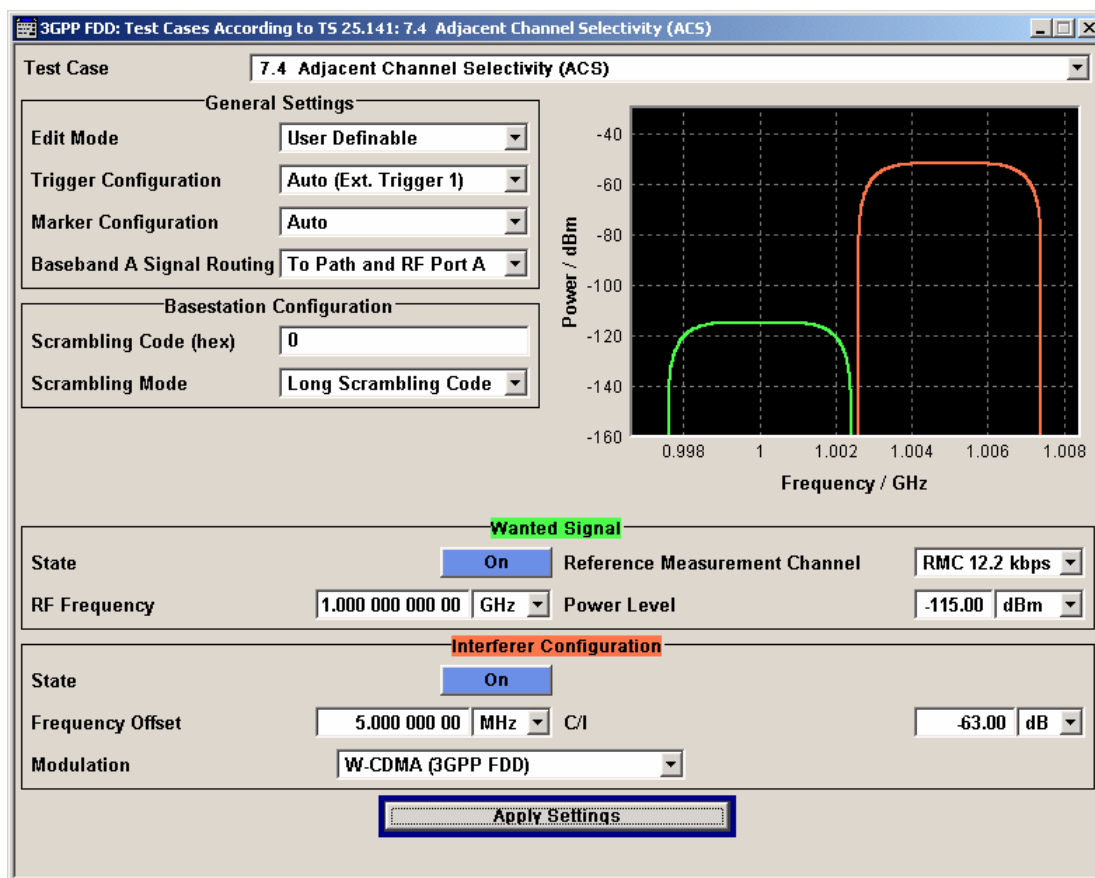 3GPP FDD: Test Cases According to TS 25.141: 7.4 Adjacent Channel Selectivity (ACS)
Test Case 7.4 Adjacent Channel Selectivity (ACS)
General Settings
Edit Mode User Definable
Trigger Configuration Auto (Ext. Trigger 1)
Marker Configuration Auto
Baseband A Signal Routing To Path and RF Port A
Basestation Configuration
Scrambling Code (hex) 0
Scrambling Mode Long Scrambling Code
Power / dBm
-40
-60
-80
-100
-120
-140
-160
0.998 1 1.002 1.004 1.006 1.008
Frequency / GHz
Wanted Signal
State On Reference Measurement Channel RMC 12.2 kbps
RF Frequency 1.000 000 000 00 GHz Power Level -115.00 dBm
Interferer Configuration
State On
Frequency Offset 5.000 000 00 MHz C/I -63.00 dB
Modulation W-CDMA (3GPP FDD)
Apply Settings